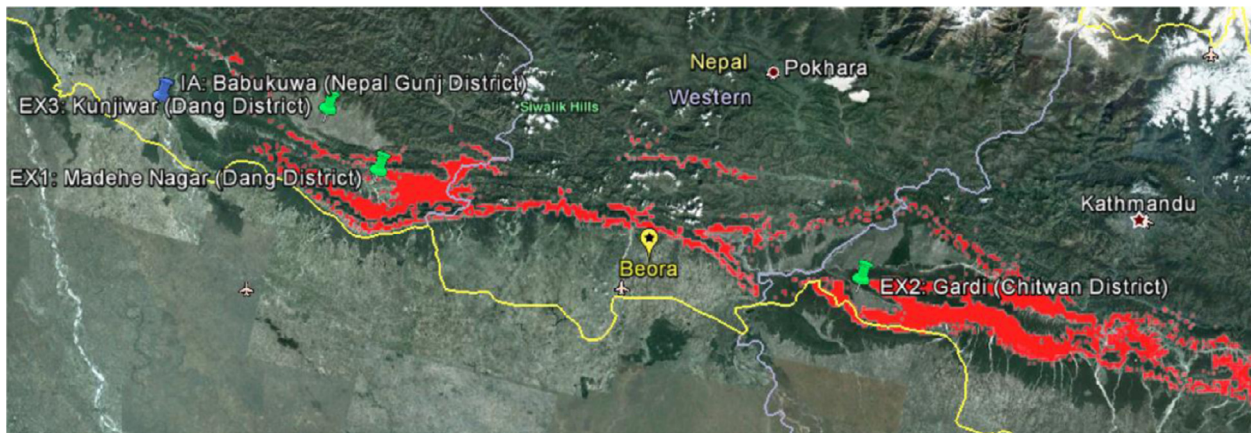 Nepal
Pokhara
IA: Babukuwa (Nepal Gunj District)
EX3: Kunjiwar (Dang District)
Siwalik Hills
Western
EX1: Madehe Nagar (Dang District)
Kathmandu
Beora
EX2: Gardi (Chitwan District)